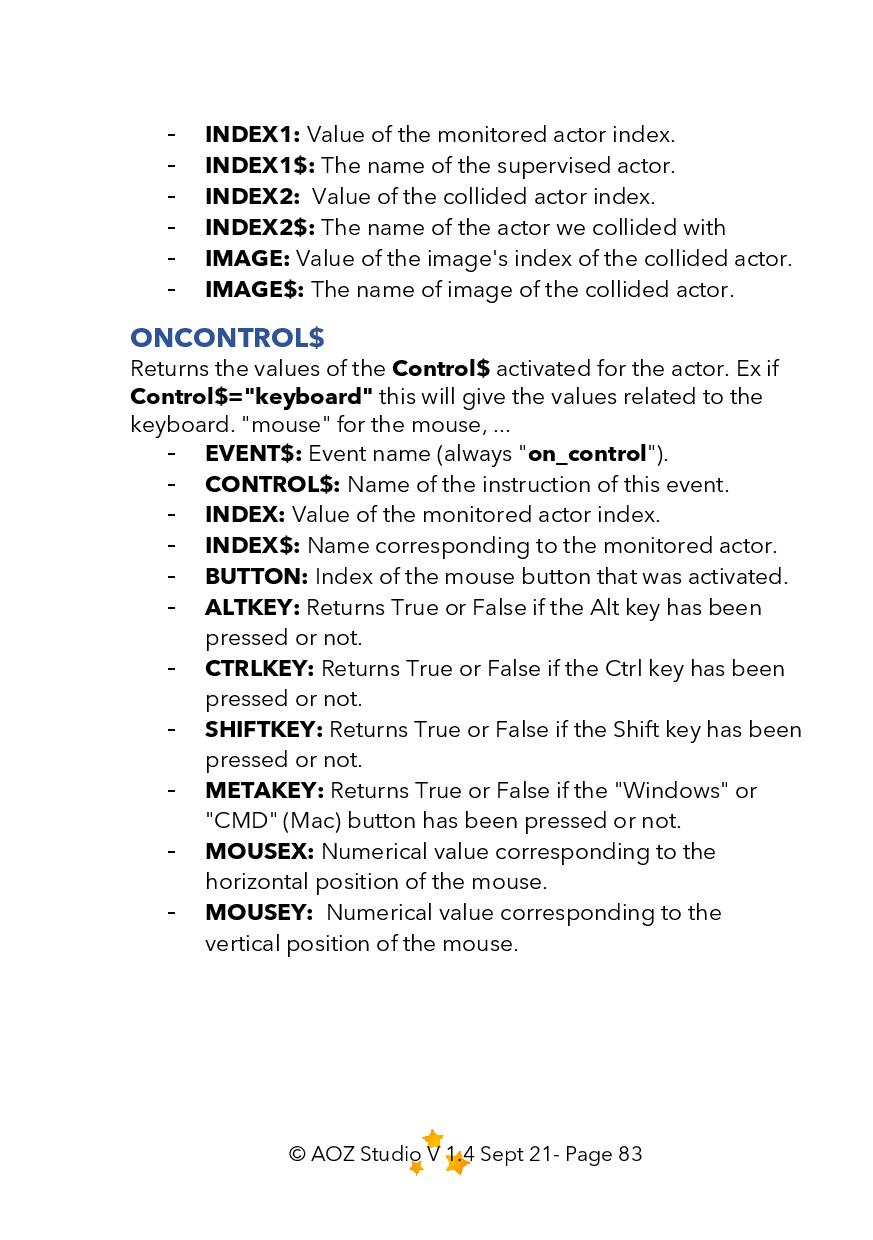 - INDEX1: Value of the monitored actor index.
- INDEX1$: The name of the supervised actor.
- INDEX2:  Value of the collided actor index.
- INDEX2$: The name of the actor we collided with
- IMAGE: Value of the image's index of the collided actor.
- IMAGE$: The name of image of the collided actor.
ONCONTROL$
Returns the values of the Control$ activated for the actor. Ex if
Control$="keyboard" this will give the values related to the
keyboard. "mouse" for the mouse, ...
- EVENT$: Event name (always "on_control").
- CONTROL$: Name of the instruction of this event.
- INDEX: Value of the monitored actor index.
- INDEX$: Name corresponding to the monitored actor.
- BUTTON: Index of the mouse button that was activated.
- ALTKEY: Returns True or False if the Alt key has been
pressed or not.
- CTRLKEY: Returns True or False if the Ctrl key has been
pressed or not.
- SHIFTKEY: Returns True or False if the Shift key has been
pressed or not.
- METAKEY: Returns True or False if the "Windows" or
"CMD" (Mac) button has been pressed or not.
- MOUSEX: Numerical value corresponding to the
horizontal position of the mouse.
- MOUSEY:  Numerical value corresponding to the
vertical position of the mouse.
© AOZ Studio V 1.4 Sept 21- Page 83